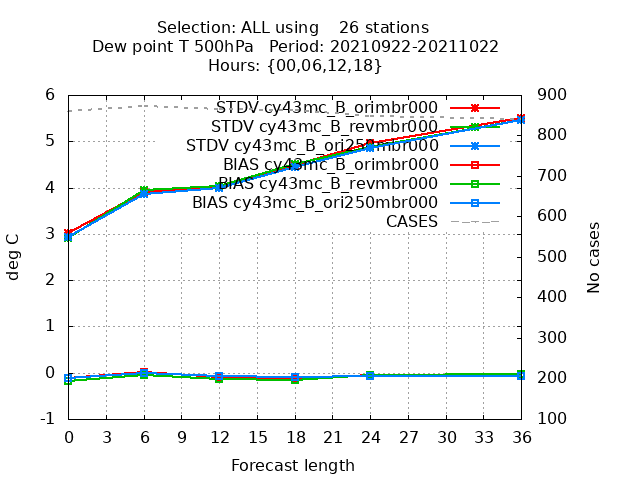 Selection: ALL using    26 stations
Dew point T 500hPa   Period: 20210922-20211022
Hours: {00,06,12,18}
6
5
4
3
2
1
0
-1
deg C
STDV cy43mc_B_orimbr000
STDV cy43mc_B_revmbr000
STDV cy43mc_B_ori250mbr000
BIAS cy43mc_B_orimbr000
BIAS cy43mc_B_revmbr000
BIAS cy43mc_B_ori250mbr000
CASES
900
800
700
600
500
400
300
200
100
No cases
0 3 6 9 12 15 18 21 24 27 30 33 36
Forecast length